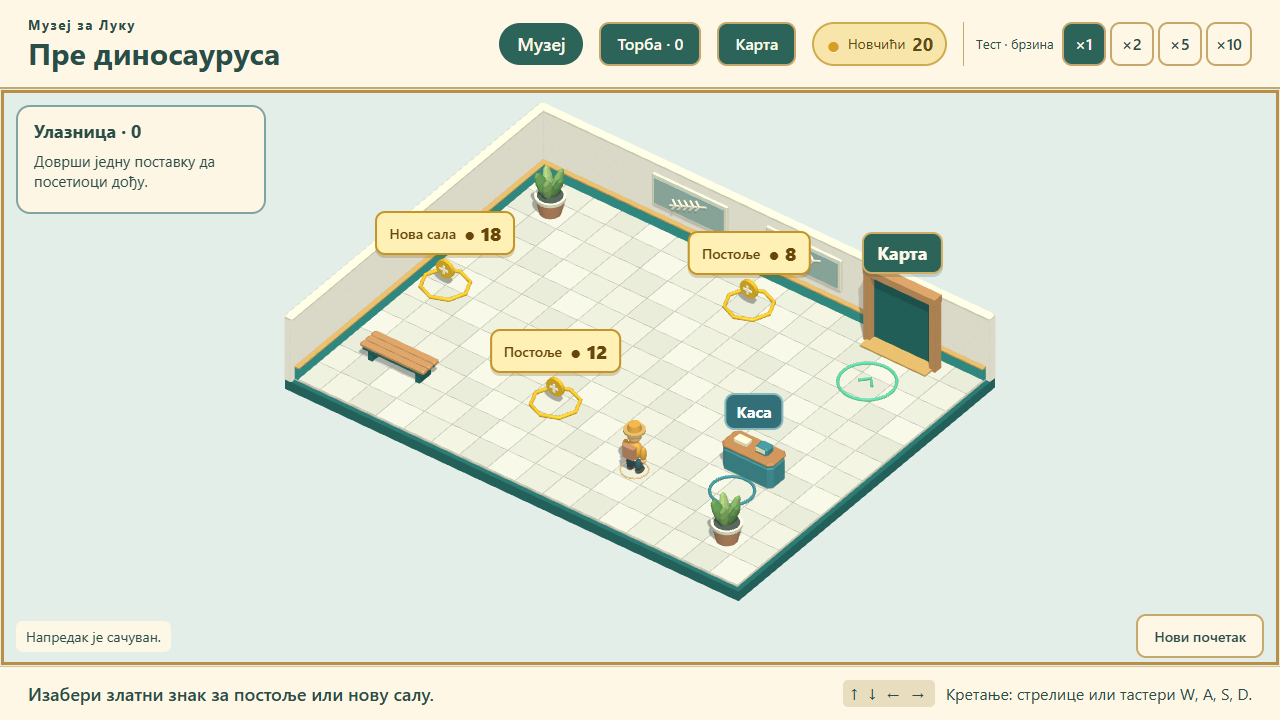 Музеј за Луку
Пре диносауруса
Музеј
Торба · 0
Карта
Новчићи 20
Тест · брзина
×1
×2
×5
×10
Улазница · 0
Доврши једну поставку да
посетиоци дођу.
Нова сала ● 18
Постоље ● 8
Карта
Постоље ● 12
Каса
Напредак је сачуван.
Нови почетак
Изабери златни знак за постоље или нову салу.
↑ ↓ ← →
Кретање: стрелице или тастери W, A, S, D.